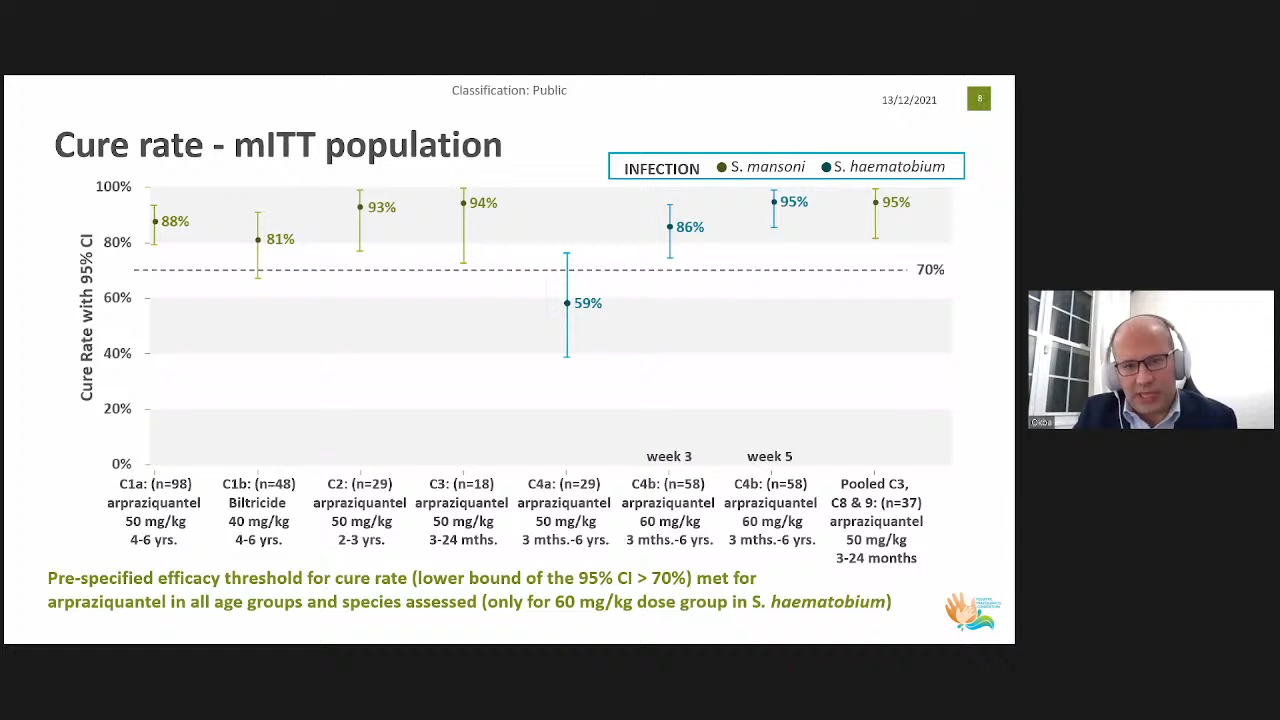 Classification: Public
13/12/2021
8
Cure rate - mITT population
INFECTION S. mansoni S. haematobium
Cure Rate with 95% CI
100%
80%
60%
40%
20%
0%
88%
81%
93%
94%
59%
86%
95%
95%
70%
week 3
week 5
C1a: (n=98)
arpraziquantel
50 mg/kg
4-6 yrs.
C1b: (n=48)
Biltricide
40 mg/kg
4-6 yrs.
C2: (n=29)
arpraziquantel
50 mg/kg
2-3 yrs.
C3: (n=18)
arpraziquantel
50 mg/kg
3-24 mths.
C4a: (n=29)
arpraziquantel
50 mg/kg
3 mths.-6 yrs.
C4b: (n=58)
arpraziquantel
60 mg/kg
3 mths-6 yrs.
C4b: (n=58)
arpraziquantel
60 mg/kg
3 mths-6 yrs.
Pooled C3,
C8 & 9: (n=37)
arpraziquantel
50 mg/kg
3-24 months
Pre-specified efficacy threshold for cure rate (lower bound of the 95% CI > 70%) met for
arpraziquantel in all age groups and species assessed (only for 60 mg/kg dose group in S. haematobium)